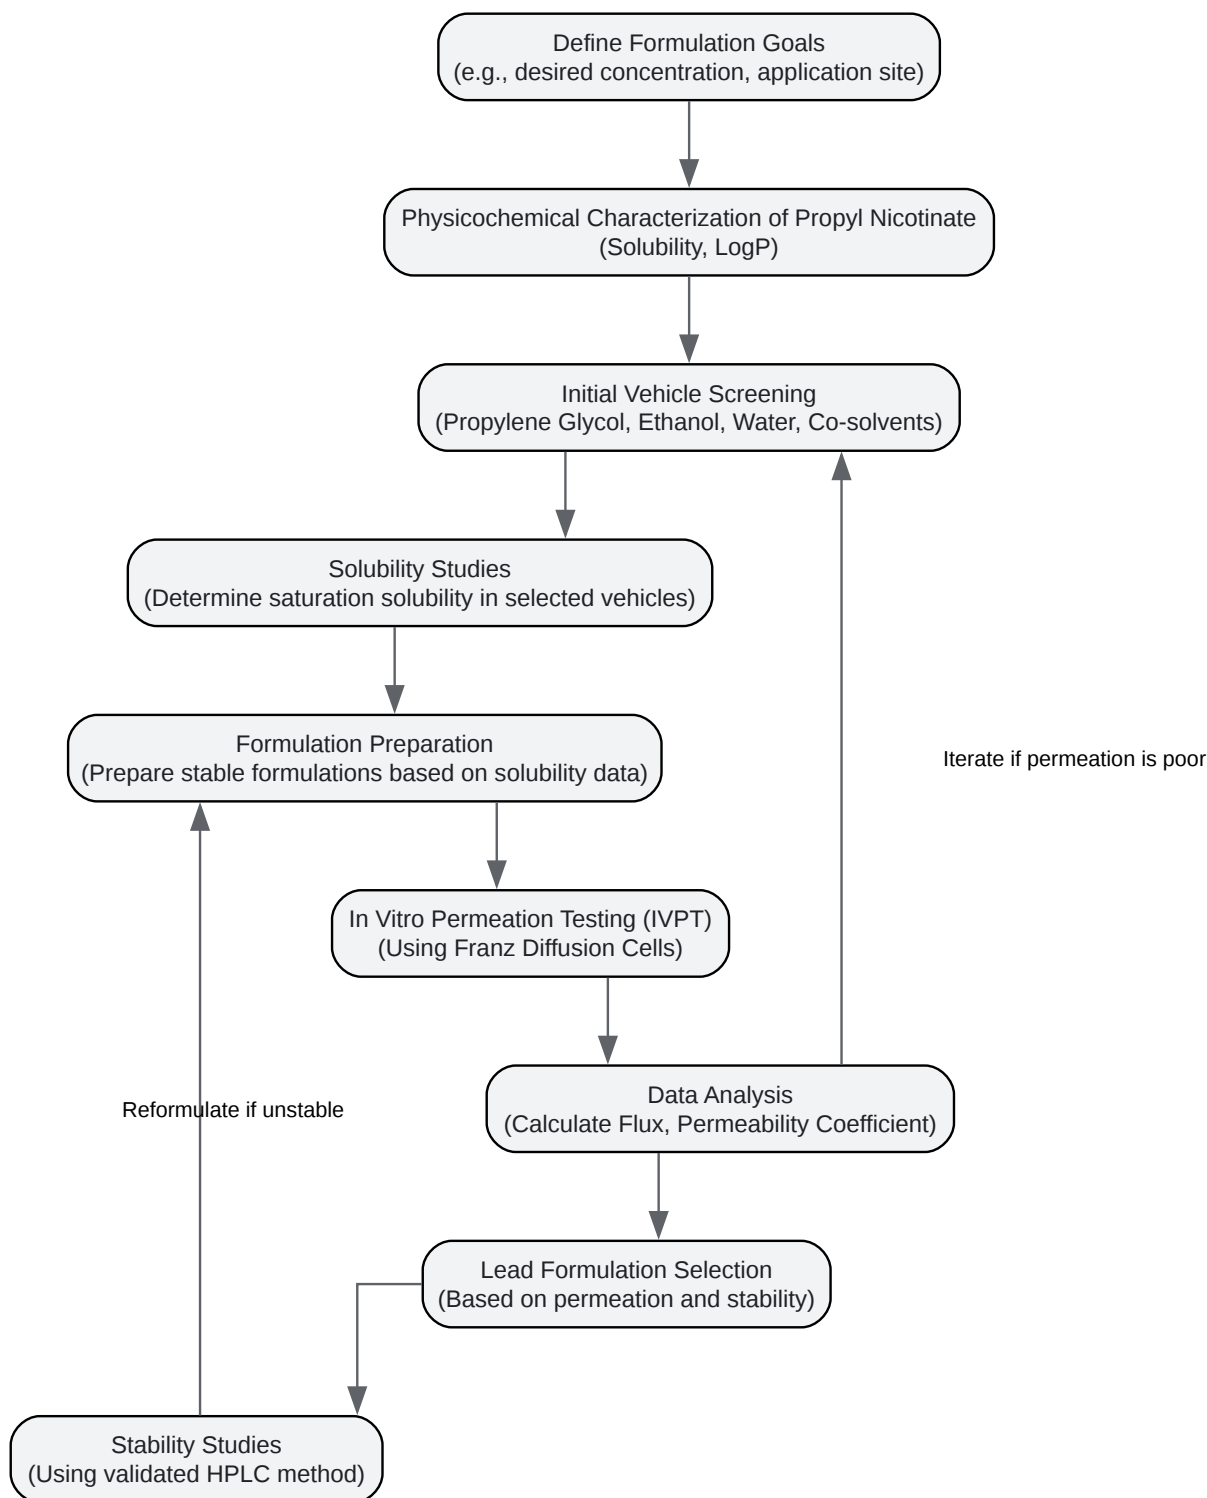 Define Formulation Goals
(e.g., desired concentration, application site)
Physicochemical Characterization of Propyl Nicotinate
(Solubility, LogP)
Initial Vehicle Screening
(Propylene Glycol, Ethanol, Water, Co-solvents)
Solubility Studies
(Determine saturation solubility in selected vehicles)
Formulation Preparation
(Prepare stable formulations based on solubility data)
Iterate if permeation is poor
In Vitro Permeation Testing (IVPT)
(Using Franz Diffusion Cells)
Data Analysis
(Calculate Flux, Permeability Coefficient)
Reformulate if unstable
Lead Formulation Selection
(Based on permeation and stability)
Stability Studies
(Using validated HPLC method)